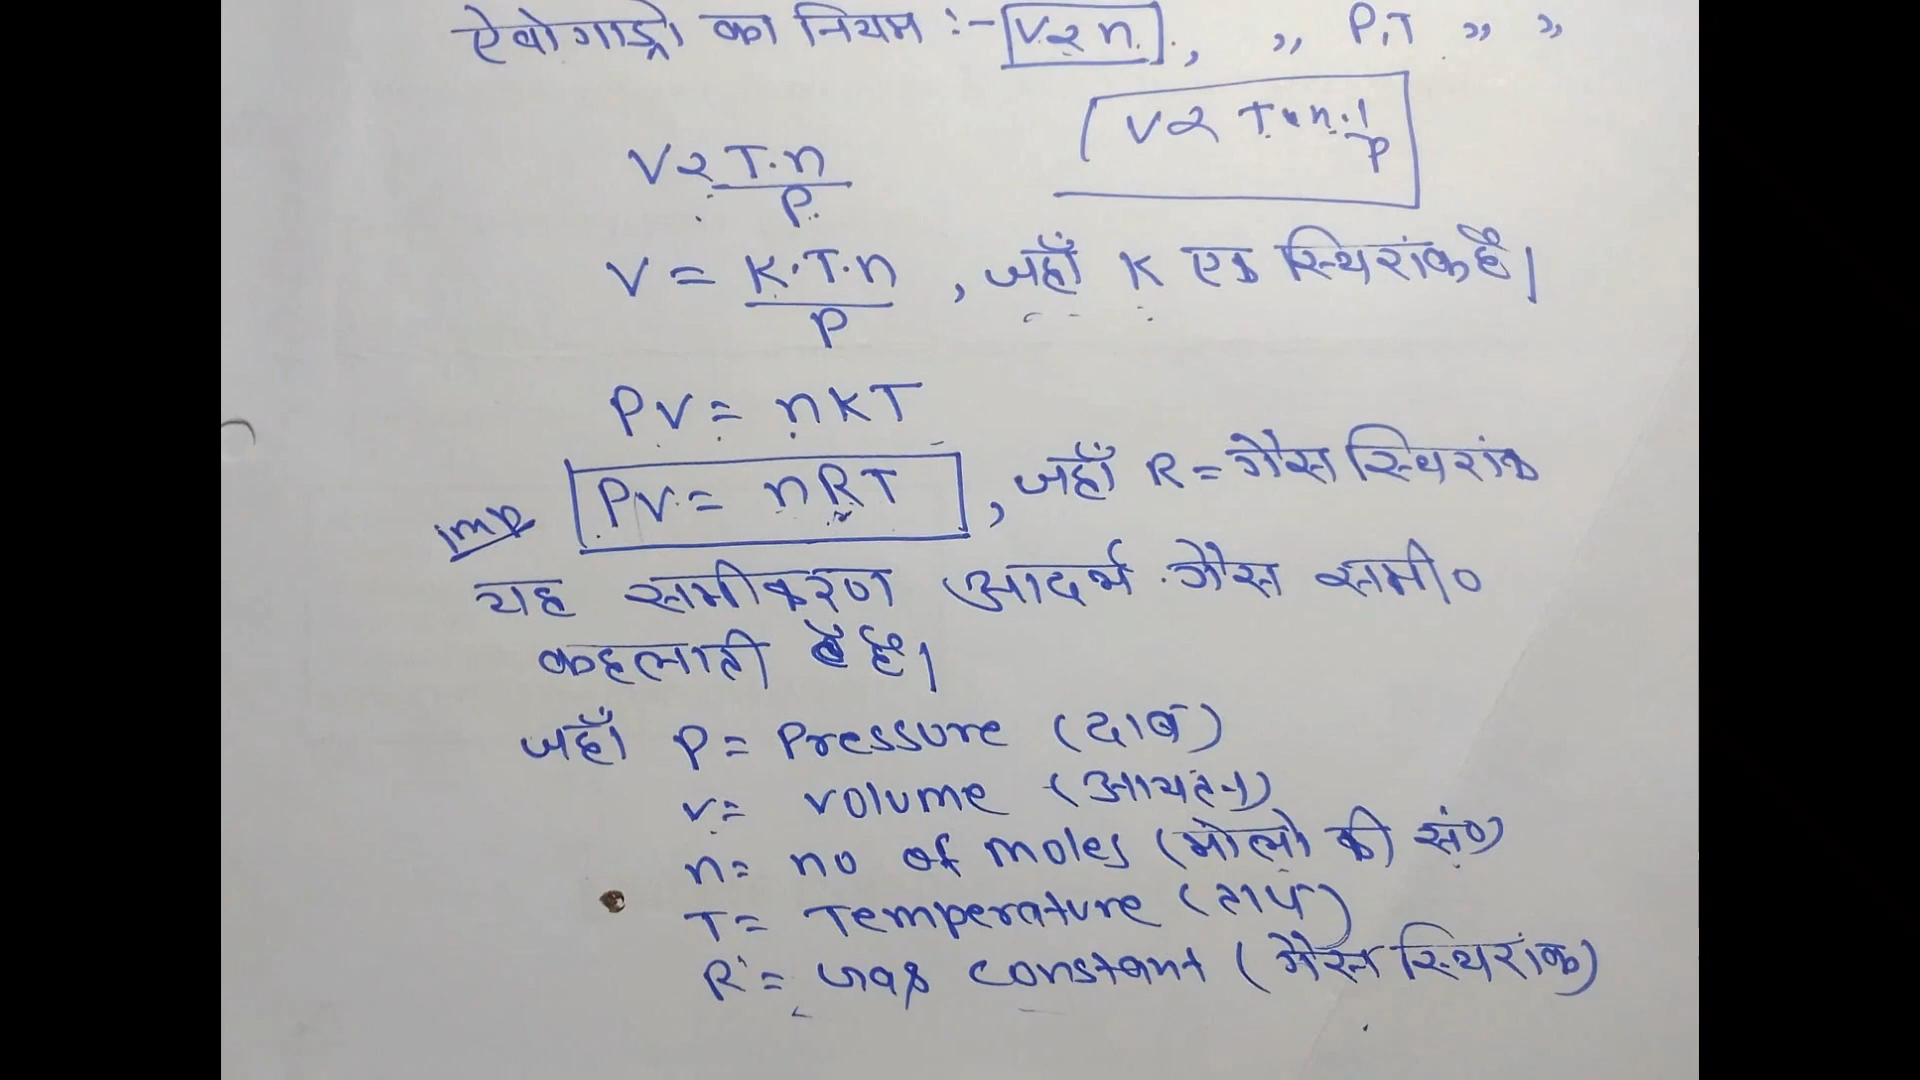 ऐवोगाड्रो का नियम :- V ∝ n , ,, P,T ,, ,,
V ∝ T·n·1/P
V ∝ T·n/P
V = K·T·n/P , जहाँ K एक स्थिरांक है।
PV = nKT
Imp PV = nRT , जहाँ R = गैस स्थिरांक
यह समीकरण आदर्श गैस समी०
कहलाती है।
जहाँ P = Pressure (दाब)
V = volume (आयतन)
n = no of moles (मोलो की सं०)
T = Temperature (ताप)
R = gas constant (गैस स्थिरांक)